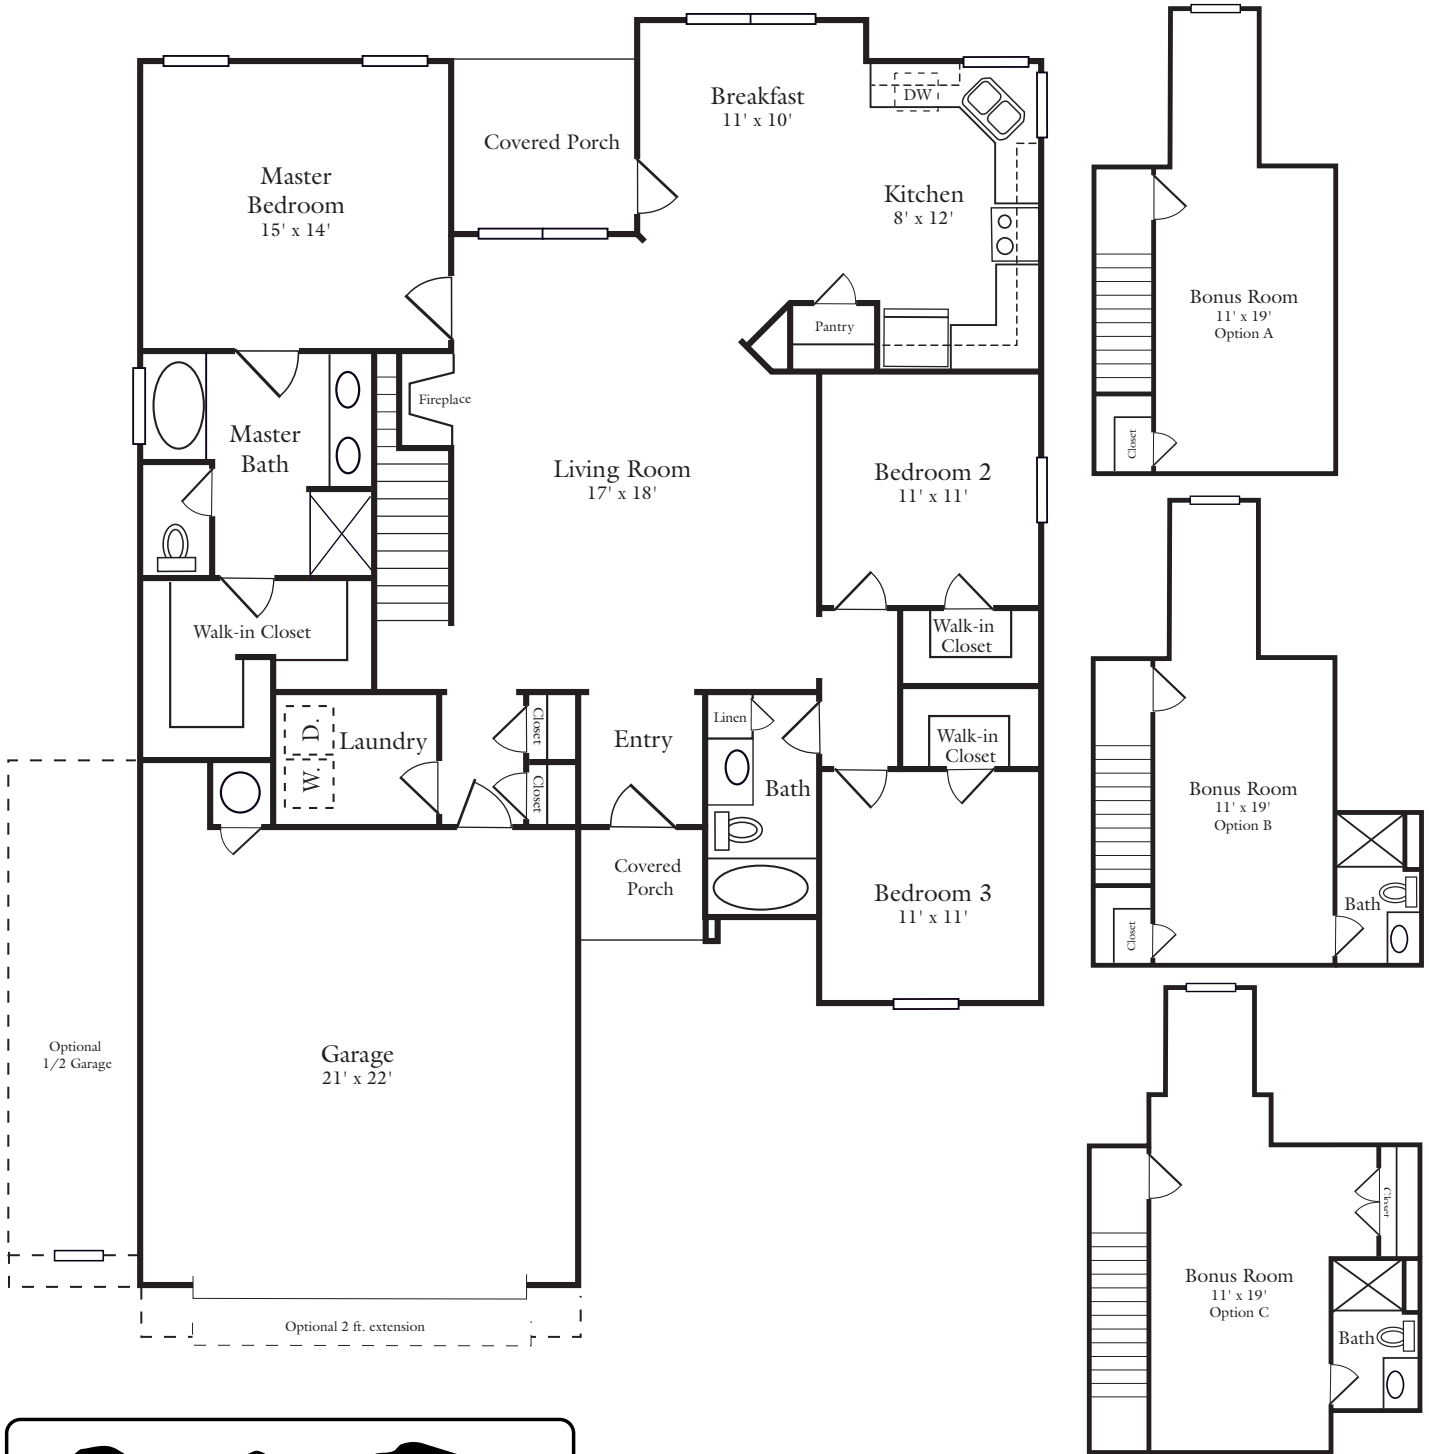 Breakfast
11' x 10'
DW
Covered Porch
Master
Bedroom
15' x 14'
Kitchen
8' x 12'
Pantry
Fireplace
Master
Bath
Living Room
17' x 18'
Bedroom 2
11' x 11'
Walk-in Closet
Walk-in
Closet
D.
W.
Laundry
Closet
Closet
Entry
Linen
Bath
Walk-in
Closet
Covered
Porch
Bedroom 3
11' x 11'
Optional
1/2 Garage
Garage
21' x 22'
Optional 2 ft. extension
Bonus Room
11' x 19'
Option A
Closet
Bonus Room
11' x 19'
Option B
Bath
Closet
Closet
Bonus Room
11' x 19'
Option C
Bath